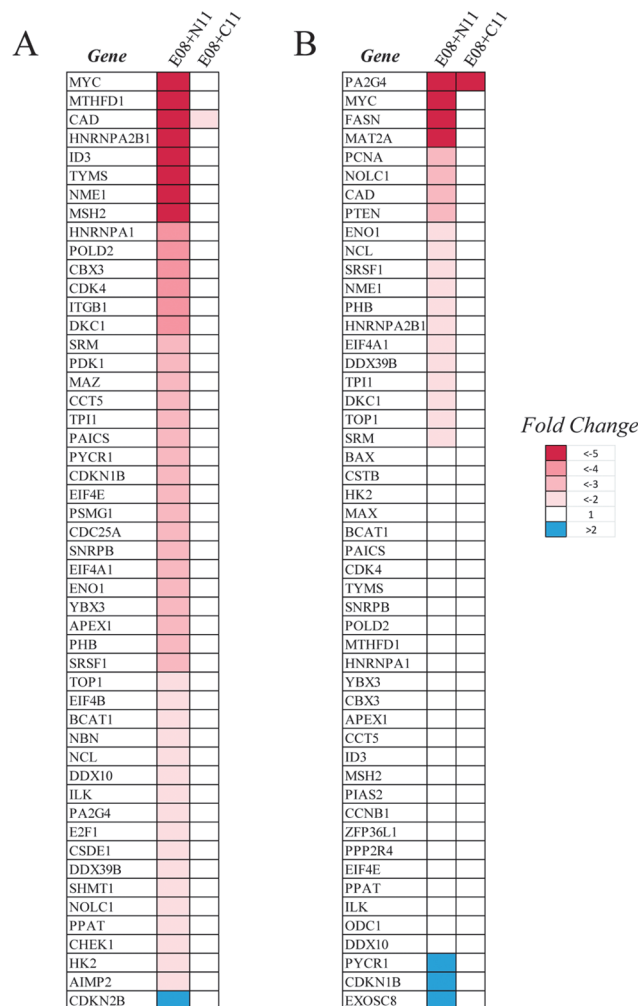 A
Gene
E08+N11
E08+C11
MYC
MTHFD1
CAD
HNRNPA2B1
ID3
TYMS
NME1
MSH2
HNRNPA1
POLD2
CBX3
CDK4
ITGB1
DKC1
SRM
PDK1
MAZ
CCT5
TPI1
PAICS
PYCR1
CDKN1B
EIF4E
PSMG1
CDC25A
SNRPB
EIF4A1
ENO1
YBX3
APEX1
PHB
SRSF1
TOP1
EIF4B
BCAT1
NBN
NCL
DDX10
ILK
PA2G4
E2F1
CSDE1
DDX39B
SHMT1
NOLC1
PPAT
CHEK1
HK2
AIMP2
CDKN2B
B
Gene
E08+N11
E08+C11
PA2G4
MYC
FASN
MAT2A
PCNA
NOLC1
CAD
PTEN
ENO1
NCL
SRSF1
NME1
PHB
HNRNPA2B1
EIF4A1
DDX39B
TPI1
DKC1
TOP1
SRM
BAX
CSTB
HK2
MAX
BCAT1
PAICS
CDK4
TYMS
SNRPB
POLD2
MTHFD1
HNRNPA1
YBX3
CBX3
APEX1
CCT5
ID3
MSH2
PIAS2
CCNB1
ZFP36L1
PPP2R4
EIF4E
PPAT
ILK
ODC1
DDX10
PYCR1
CDKN1B
EXOSC8
Fold Change
<-5
<-4
<-3
<-2
1
>2